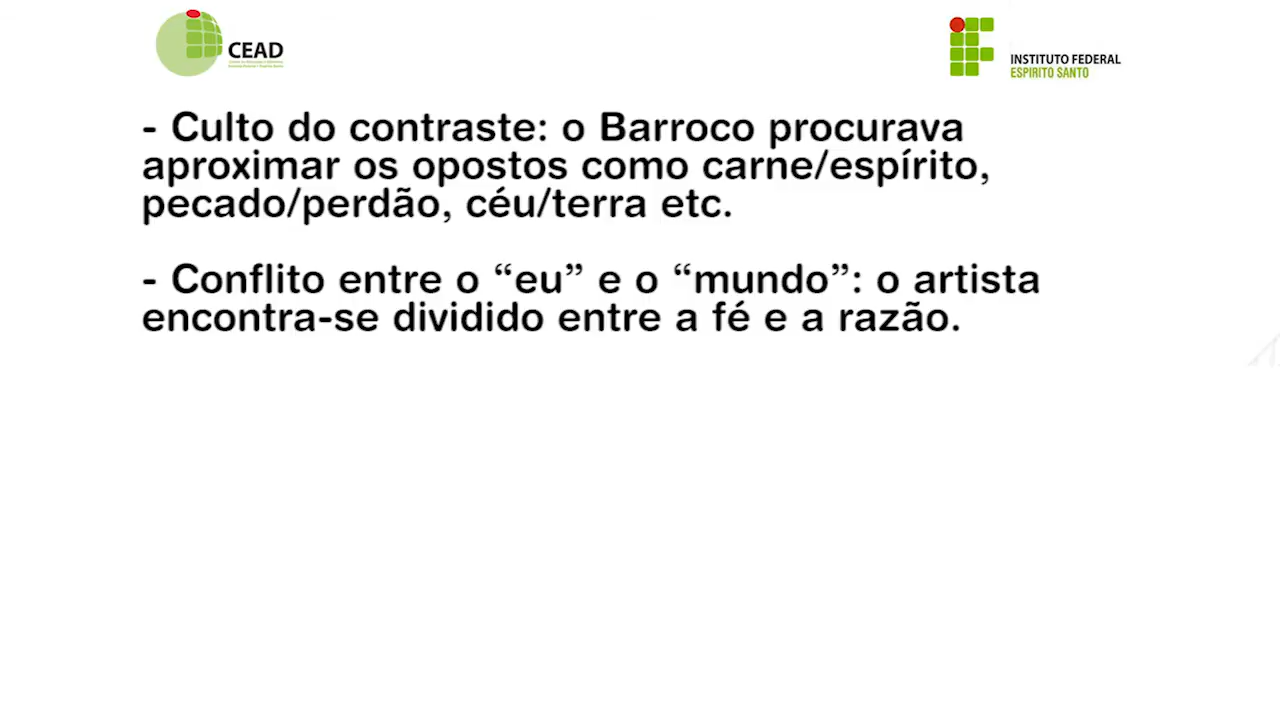 CEAD
INSTITUTO FEDERAL
ESPÍRITO SANTO
- Culto do contraste: o Barroco procurava
aproximar os opostos como carne/espírito,
pecado/perdão, céu/terra etc.
- Conflito entre o “eu” e o “mundo”: o artista
encontra-se dividido entre a fé e a razão.